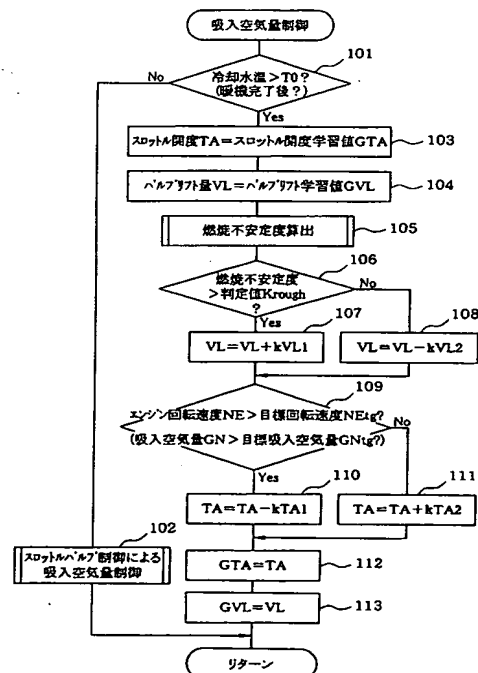 吸入空気量制御
101
No
冷却水温＞T0？
(暖機完了後？)
Yes
スロットル開度TA＝スロットル開度学習値GTA
103
バルブリフト量VL＝バルブリフト学習値GVL
104
燃焼不安定度算出
105
106
燃焼不安定度
＞判定値Krough
？
No
Yes
107
108
VL＝VL＋kVL1
VL＝VL－kVL2
109
エンジン回転速度NE＞目標回転速度NEtg？
(吸入空気量GN＞目標吸入空気量GNtg？)
No
Yes
110
111
TA＝TA－kTA1
TA＝TA＋kTA2
102
スロットルバルブ制御による
吸入空気量制御
GTA＝TA
112
GVL＝VL
113
リターン